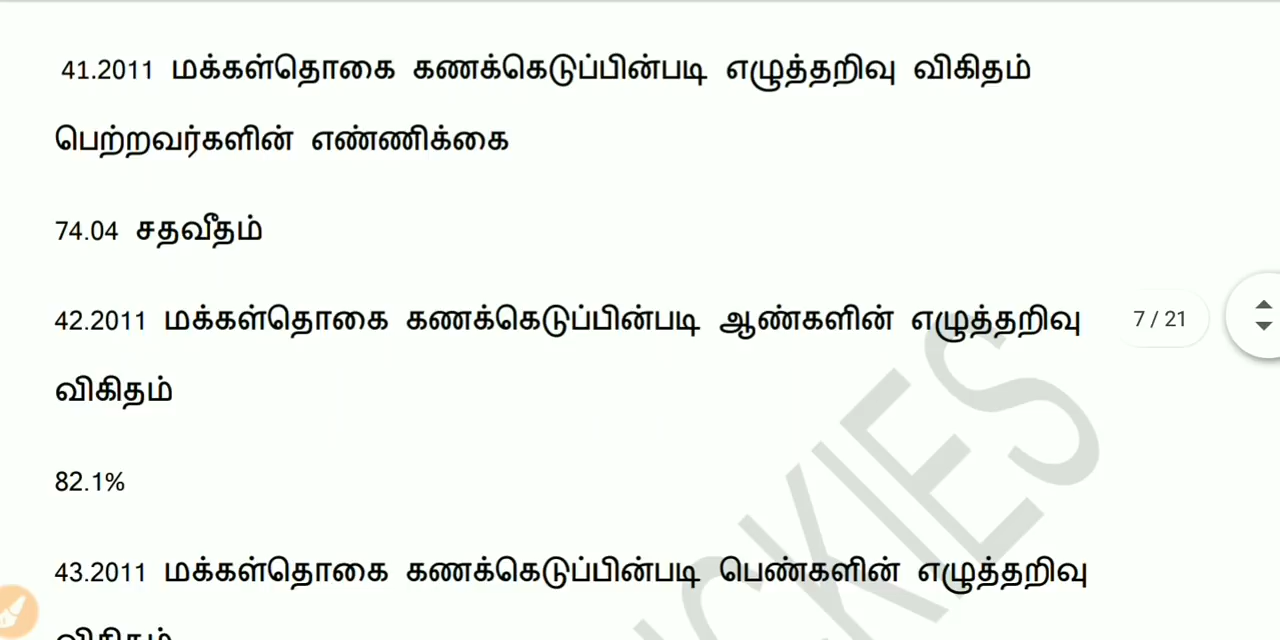 41.2011 மக்கள்தொகை கணக்கெடுப்பின்படி எழுத்தறிவு விகிதம்
பெற்றவர்களின் எண்ணிக்கை
74.04 சதவீதம்
42.2011 மக்கள்தொகை கணக்கெடுப்பின்படி ஆண்களின் எழுத்தறிவு
7 / 21
விகிதம்
82.1%
43.2011 மக்கள்தொகை கணக்கெடுப்பின்படி பெண்களின் எழுத்தறிவு
விகிதம்